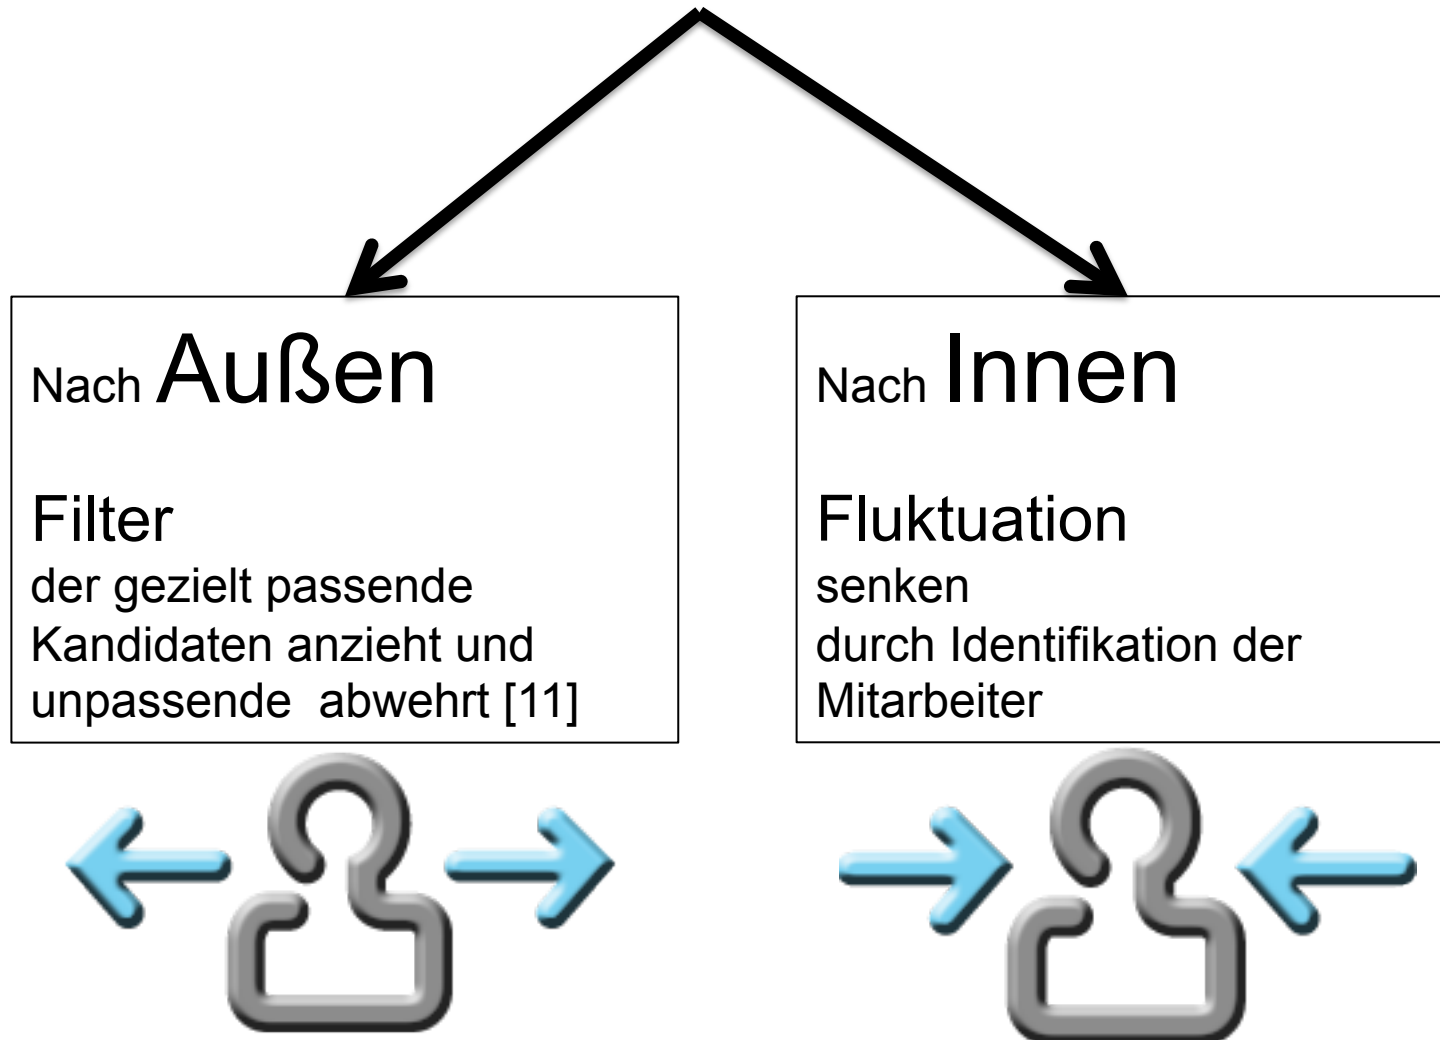 Nach Außen
Filter
der gezielt passende
Kandidaten anzieht und
unpassende  abwehrt [11]
Nach Innen
Fluktuation
senken
durch Identifikation der
Mitarbeiter